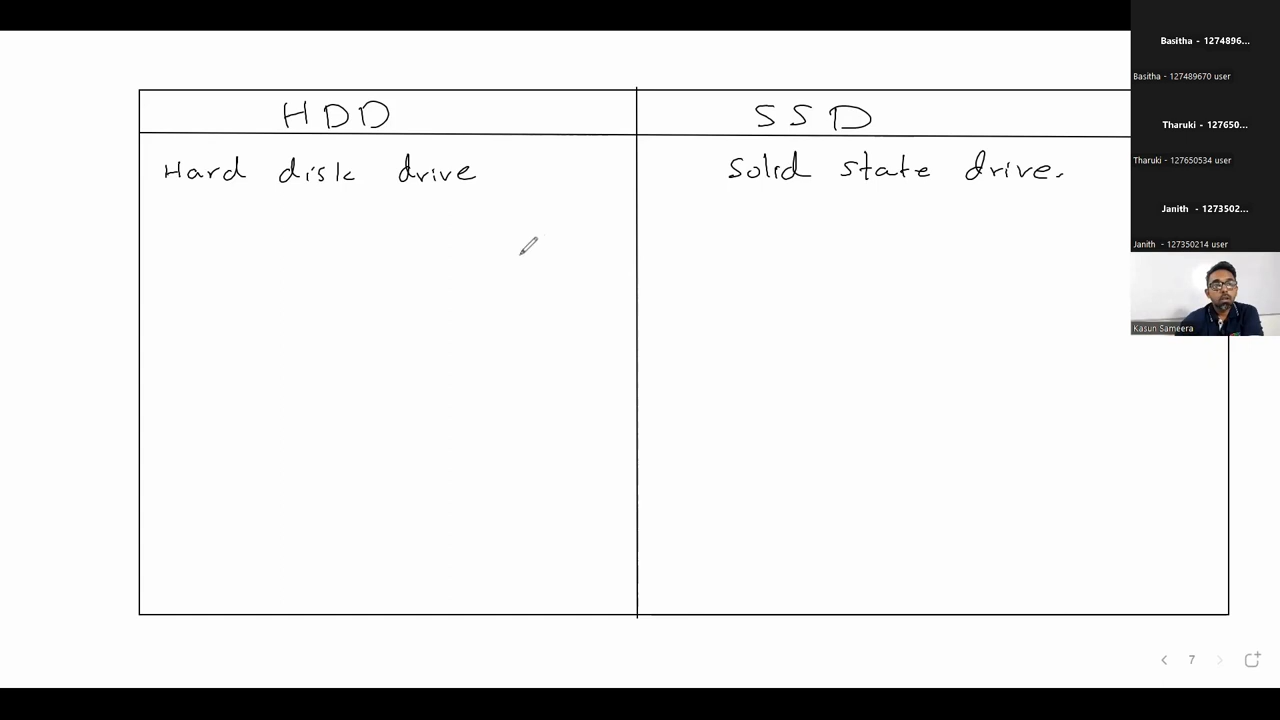 HDD SSD
Hard disk drive Solid state drive.
Basitha - 1274896...
Basitha - 127489670 user
Tharuki - 127650...
Tharuki - 127650534 user
Janith - 1273502...
Janith - 127350214 user
Kasun Sameera
7